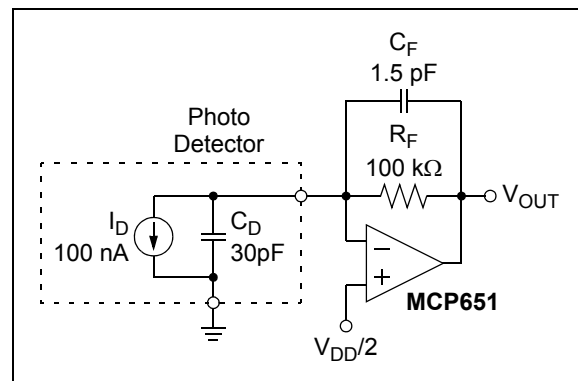 C_F
1.5 pF
Photo
Detector
R_F
100 kΩ
I_D
100 nA
C_D
30pF
V_OUT
−
+
MCP651
V_DD/2